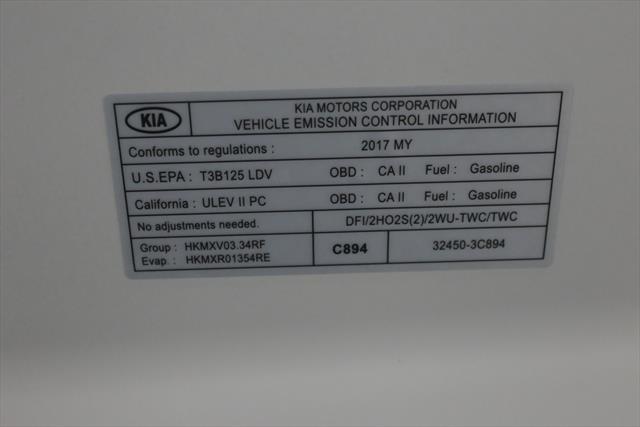 KIA
KIA MOTORS CORPORATION
VEHICLE EMISSION CONTROL INFORMATION
Conforms to regulations : 2017 MY
U.S.EPA : T3B125 LDV OBD : CA II Fuel : Gasoline
California : ULEV II PC OBD : CA II Fuel : Gasoline
No adjustments needed. DFI/2HO2S(2)/2WU-TWC/TWC
Group : HKMXV03.34RF
Evap. : HKMXR01354RE
C894
32450-3C894